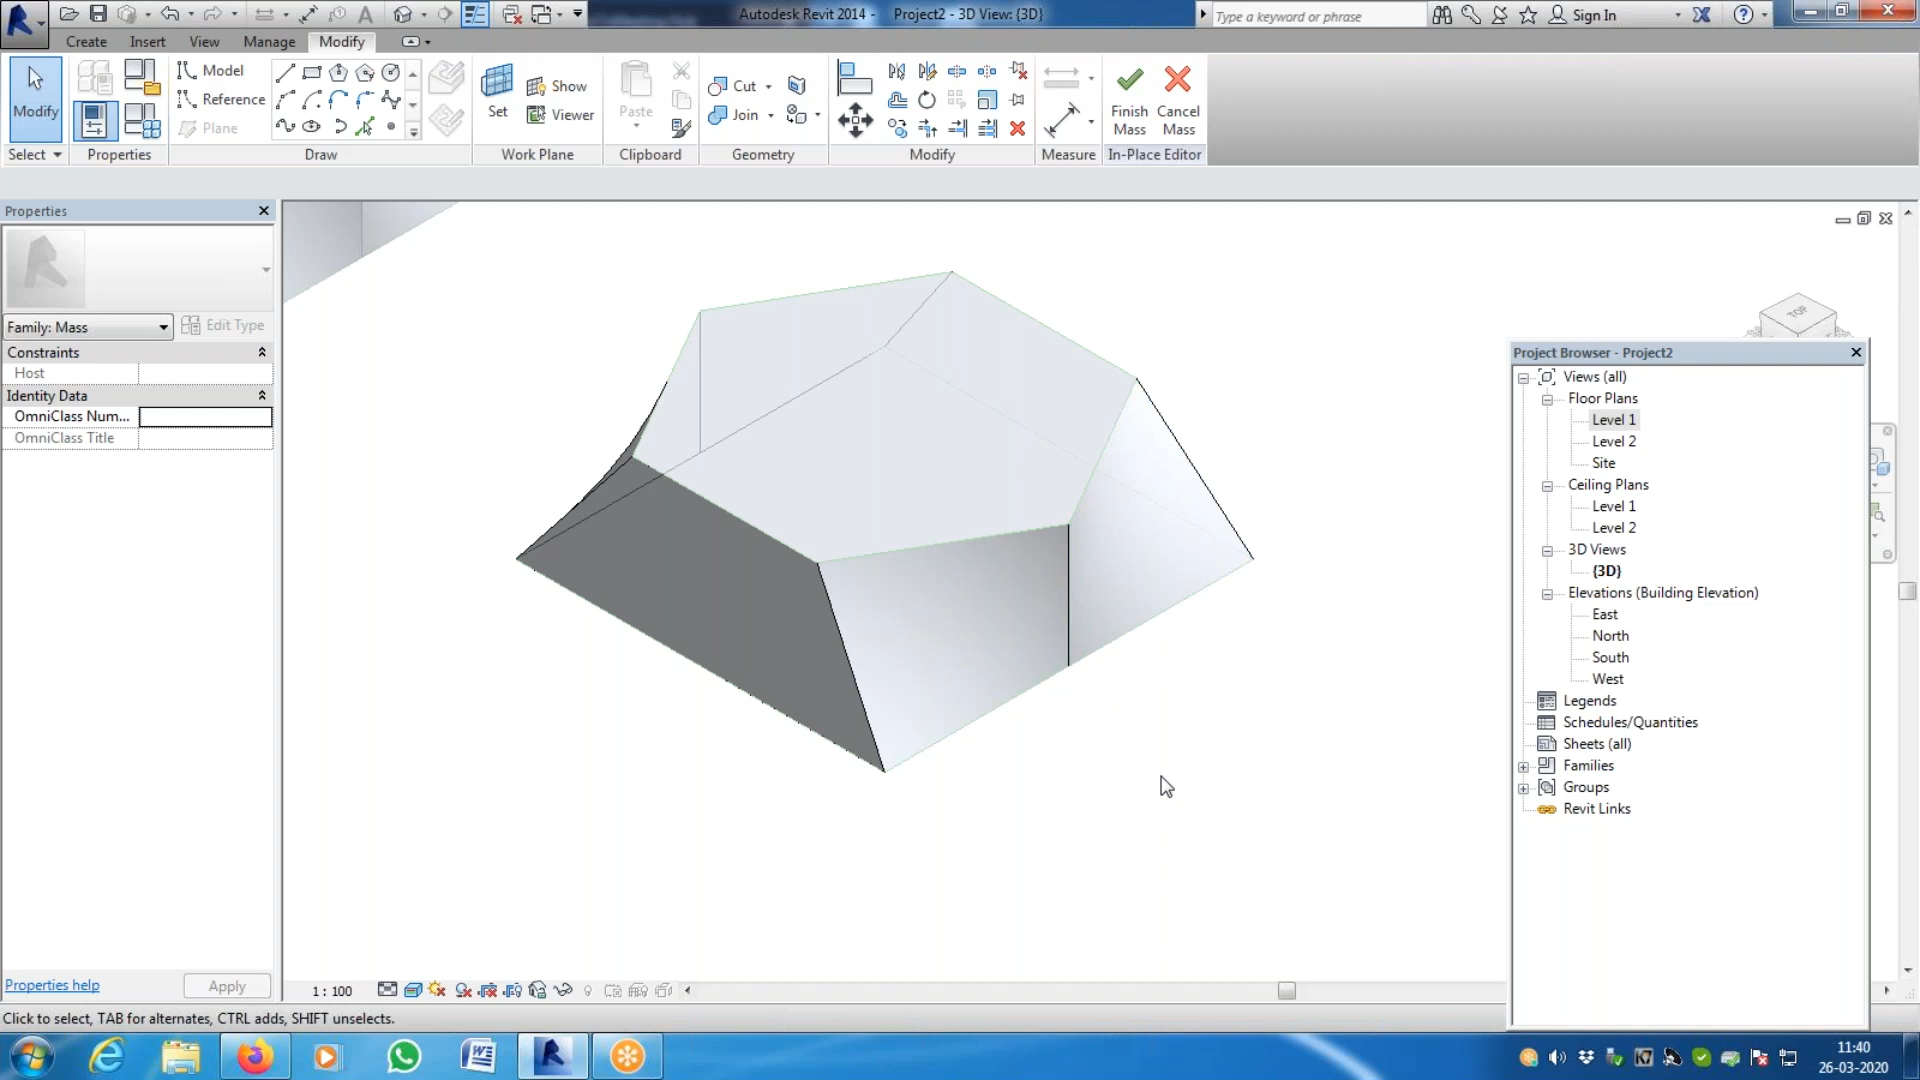 Autodesk Revit 2014 - Project2 - 3D View: {3D}
Type a keyword or phrase
Sign In
Create Insert View Manage Modify
Modify
Select
Properties
Model
Reference
Plane
Draw
Set
Show
Viewer
Work Plane
Paste
Clipboard
Cut
Join
Geometry
Modify
Measure
Finish Mass
Cancel Mass
In-Place Editor
Properties
Family: Mass
Edit Type
Constraints
Host
Identity Data
OmniClass Num...
OmniClass Title
Properties help
Apply
TOP
Project Browser - Project2
Views (all)
Floor Plans
Level 1
Level 2
Site
Ceiling Plans
Level 1
Level 2
3D Views
{3D}
Elevations (Building Elevation)
East
North
South
West
Legends
Schedules/Quantities
Sheets (all)
Families
Groups
Revit Links
1 : 100
Click to select, TAB for alternates, CTRL adds, SHIFT unselects.
11:40
26-03-2020